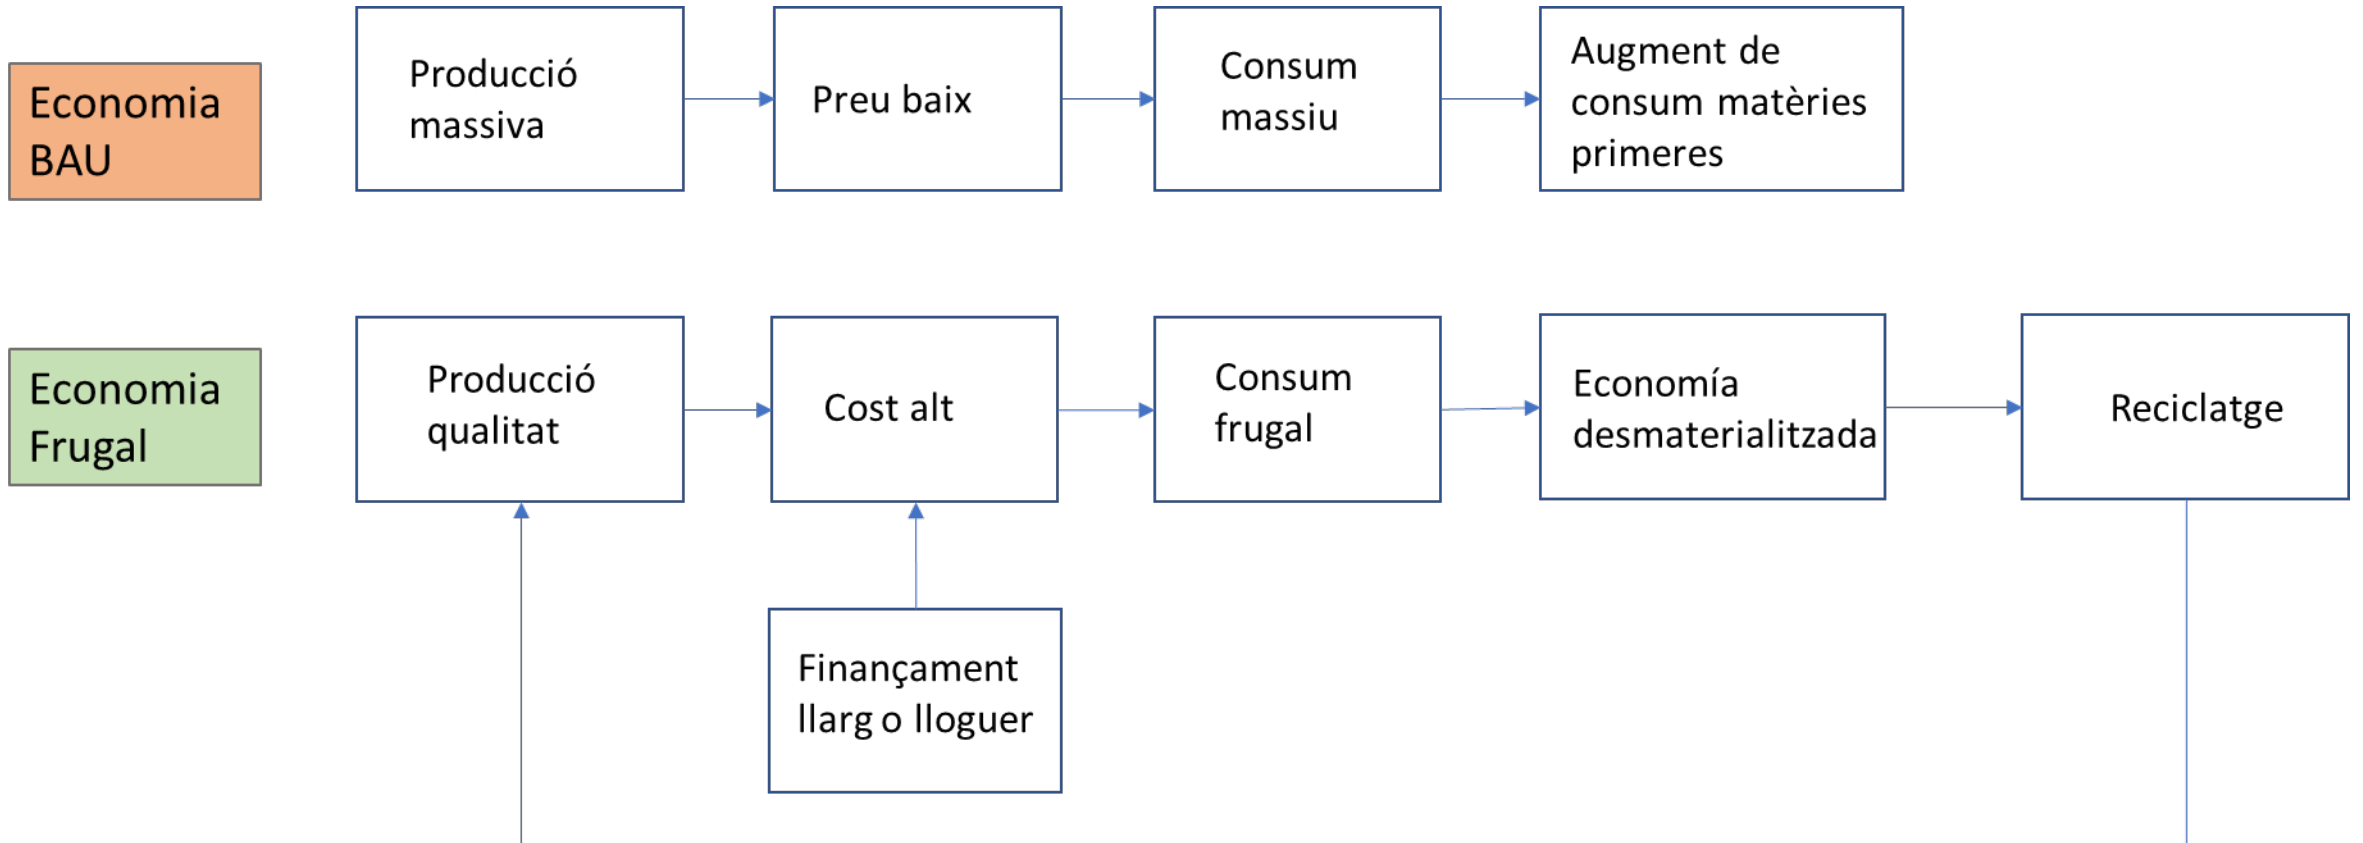 Economia
BAU
Producció
massiva
Preu baix
Consum
massiu
Augment de
consum matèries
primeres
Economia
Frugal
Producció
qualitat
Cost alt
Consum
frugal
Economía
desmaterialitzada
Reciclatge
Finançament
llarg o lloguer